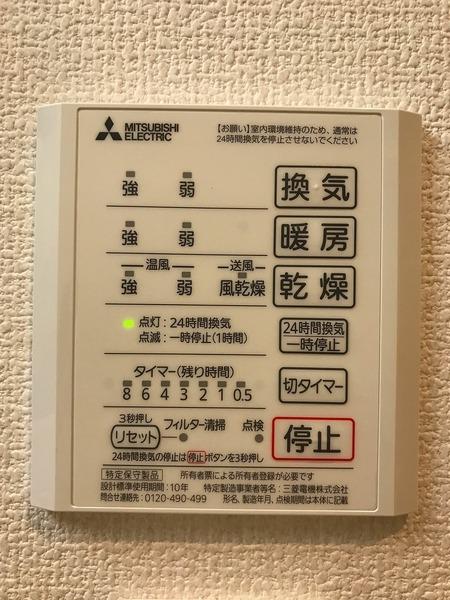 MITSUBISHI
ELECTRIC
【お願い】室内環境維持のため、通常は
24時間換気を停止させないでください
強 弱 換気
強 弱 暖房
温風 送風
強 弱 風乾燥 乾燥
点灯:24時間換気
点滅:一時停止(1時間)
24時間換気
一時停止
タイマー(残り時間)
8 6 4 3 2 1 0.5
切タイマー
3秒押し
リセット フィルター清掃 点検
停止
24時間換気の停止は停止ボタンを3秒押し
特定保守製品 所有者票による所有者登録が必要です
設計標準使用期間:10年 特定製造事業者等名:三菱電機株式会社
問合せ連絡先:0120-490-499 形名、製造年月、点検期間は本体に記載